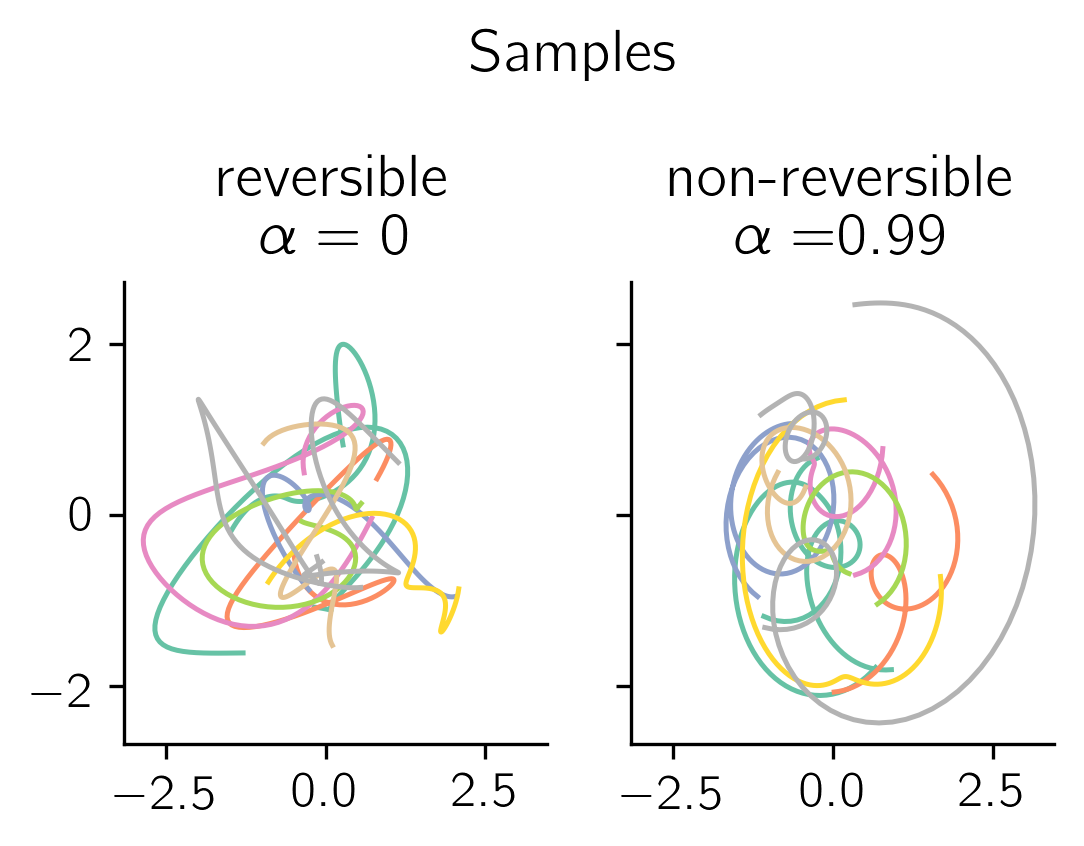 Samples
reversible
α = 0
non-reversible
α =0.99
2
0
−2
−2.5 0.0 2.5
−2.5 0.0 2.5